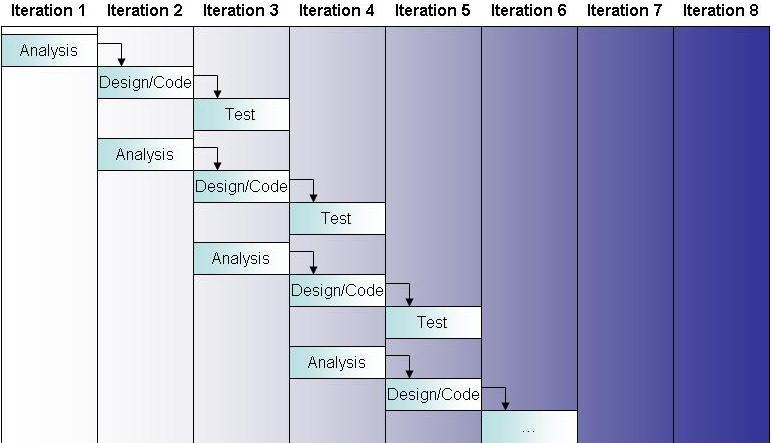 Iteration 1 Iteration 2 Iteration 3 Iteration 4 Iteration 5 Iteration 6 Iteration 7 Iteration 8
Analysis
Design/Code
Test
Analysis
Design/Code
Test
Analysis
Design/Code
Test
Analysis
Design/Code
...